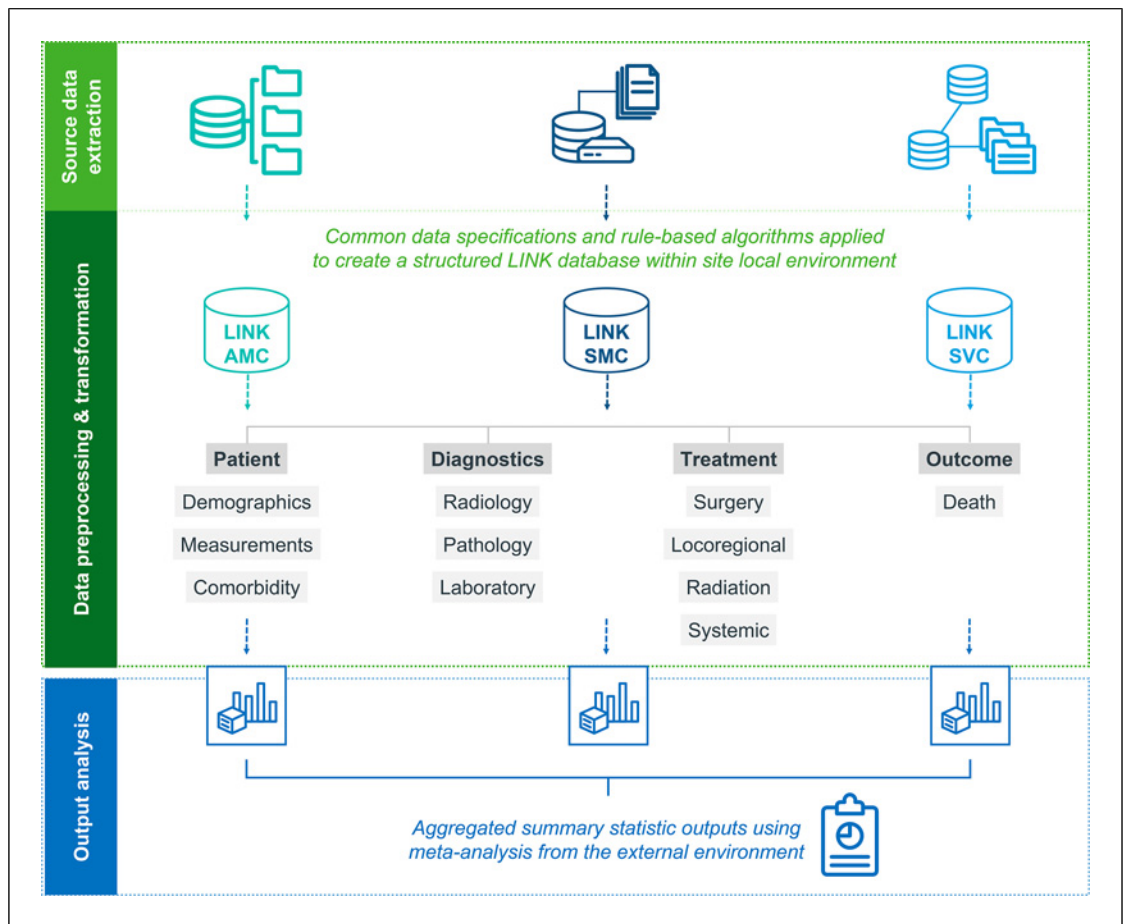 Source data
extraction
Common data specifications and rule-based algorithms applied
to create a structured LINK database within site local environment
Data preprocessing & transformation
LINK
AMC
LINK
SMC
LINK
SVC
Patient
Demographics
Measurements
Comorbidity
Diagnostics
Radiology
Pathology
Laboratory
Treatment
Surgery
Locoregional
Radiation
Systemic
Outcome
Death
Output analysis
Aggregated summary statistic outputs using
meta-analysis from the external environment